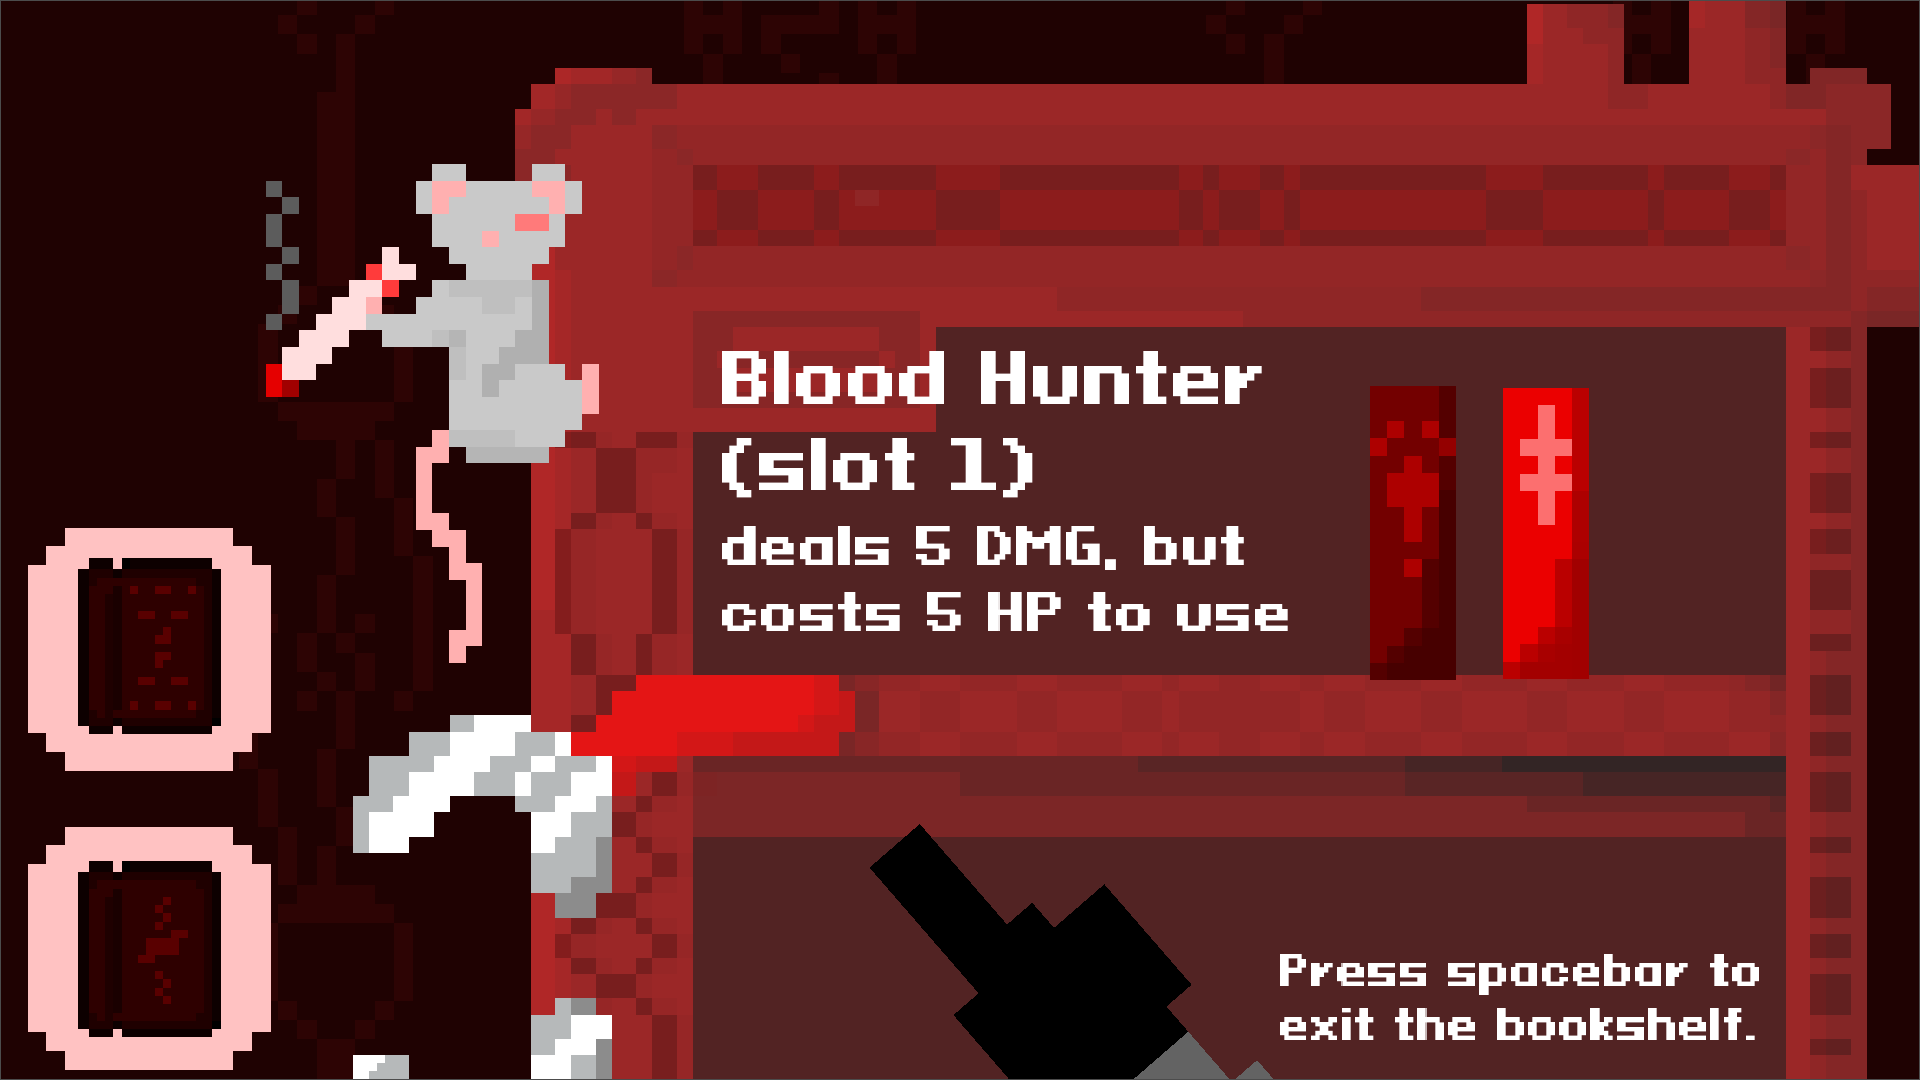 Blood Hunter
(slot 1)
deals 5 DMG, but
costs 5 HP to use
Press spacebar to
exit the bookshelf.